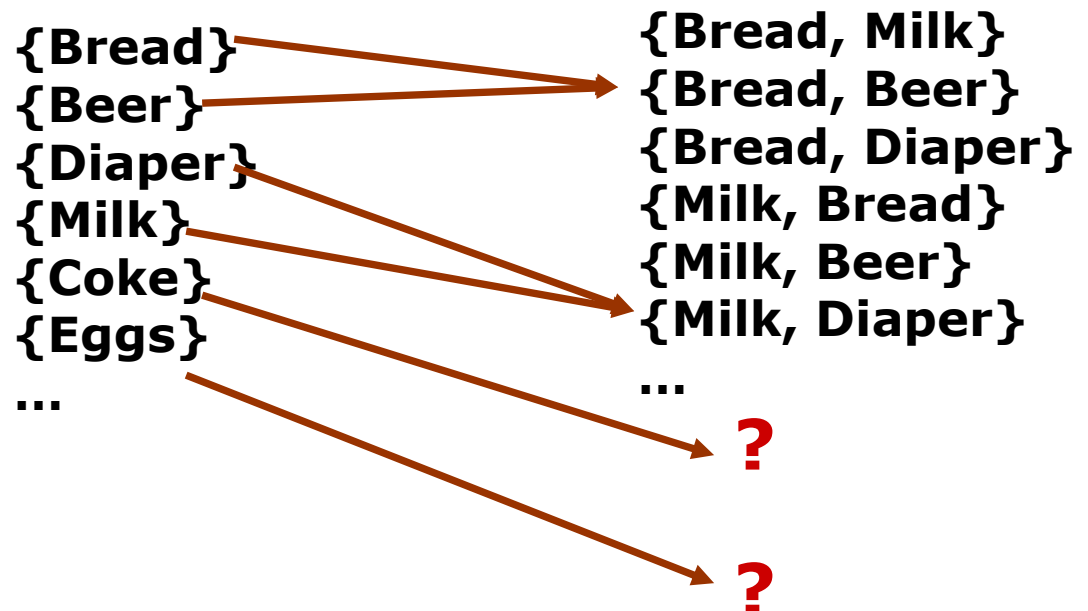 {Bread}
{Beer}
{Diaper}
{Milk}
{Coke}
{Eggs}
...
{Bread, Milk}
{Bread, Beer}
{Bread, Diaper}
{Milk, Bread}
{Milk, Beer}
{Milk, Diaper}
...
?
?